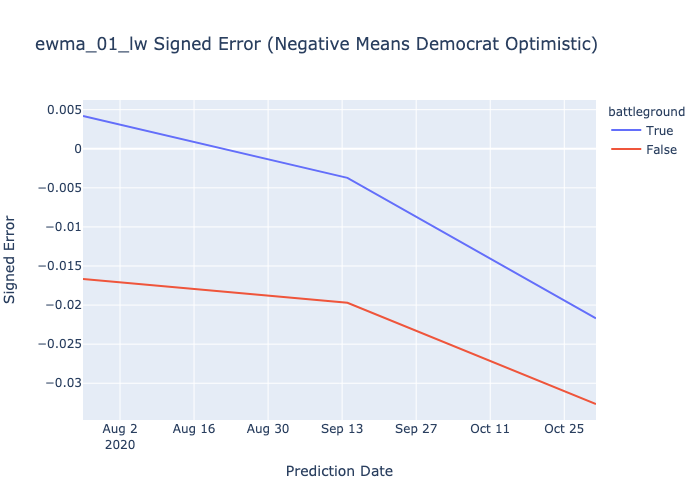 ewma_01_lw Signed Error (Negative Means Democrat Optimistic)
battleground
True
False
0.005
0
−0.005
−0.01
−0.015
−0.02
−0.025
−0.03
Signed Error
Aug 2
2020
Aug 16
Aug 30
Sep 13
Sep 27
Oct 11
Oct 25
Prediction Date